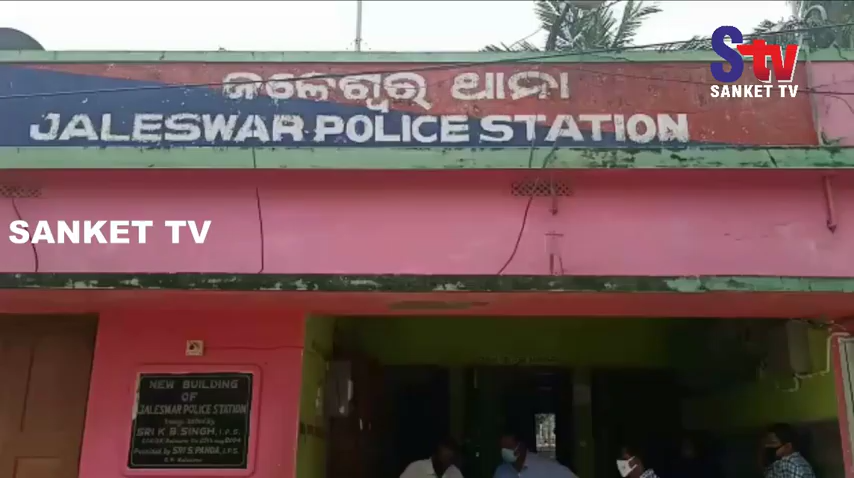 ଜଳେଶ୍ୱର ଥାନା
JALESWAR POLICE STATION
STV
SANKET TV
SANKET TV
NEW BUILDING
OF
JALESWAR POLICE STATION
SRI K. B. SINGH, I.P.S.
SRI S. PANDA, I.P.S.